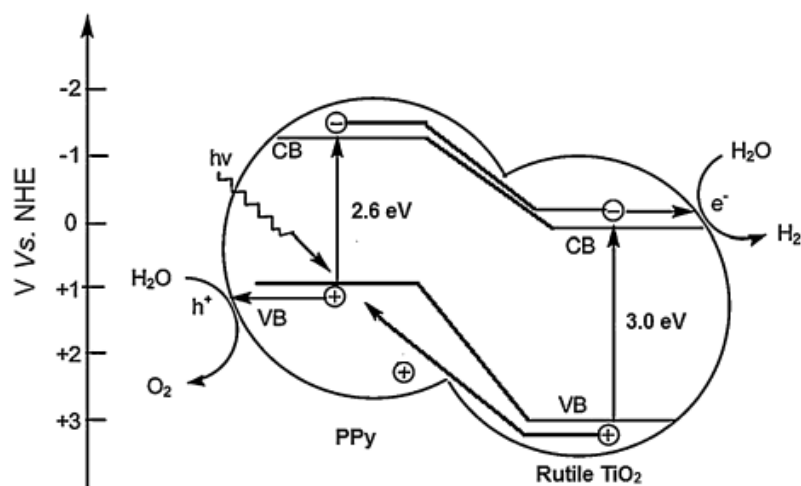 V Vs. NHE
-2
-1
0
+1
+2
+3
hν
CB
2.6 eV
H₂O
h⁺
VB
O₂
PPy
H₂O
e⁻
H₂
CB
3.0 eV
VB
Rutile TiO₂
−
+
+
−
+